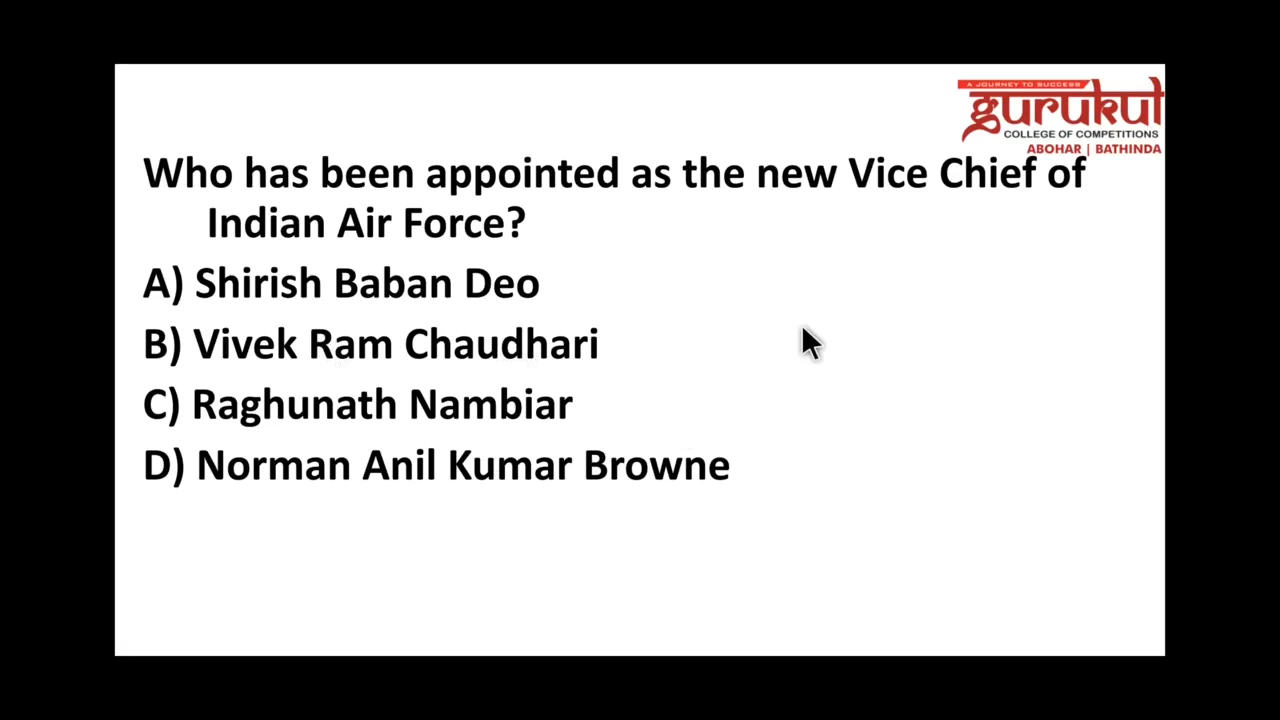 A JOURNEY TO SUCCESS
gurukul
COLLEGE OF COMPETITIONS
ABOHAR | BATHINDA
Who has been appointed as the new Vice Chief of
Indian Air Force?
A) Shirish Baban Deo
B) Vivek Ram Chaudhari
C) Raghunath Nambiar
D) Norman Anil Kumar Browne